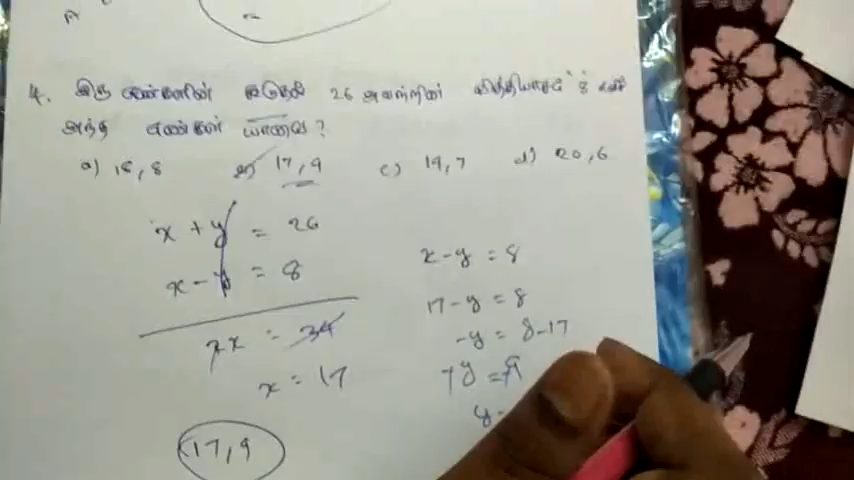 4. இரு எண்களின் கூடுதல் 26 அவற்றின் வித்தியாசம் 8 எனில்
அந்த எண்கள் யாவை?
a) 18, 8 b) 17, 9 c) 19, 7 d) 20, 6
x + y = 26
x - y = 8
2x = 34
x = 17
17, 9
x - y = 8
17 - y = 8
-y = 8 - 17
y